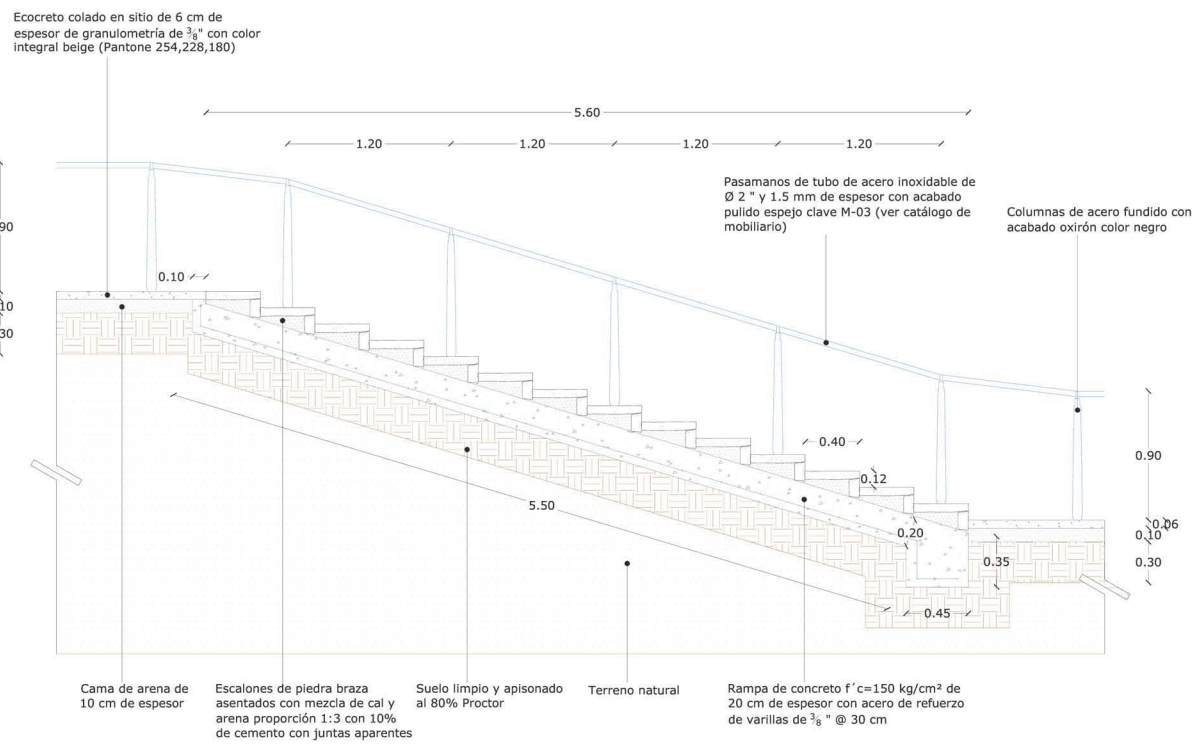 Ecocreto colado en sitio de 6 cm de
espesor de granulometría de ⅜" con color
integral beige (Pantone 254,228,180)
5.60
1.20
1.20
1.20
1.20
Pasamanos de tubo de acero inoxidable de
Ø 2 " y 1.5 mm de espesor con acabado
pulido espejo clave M-03 (ver catálogo de
mobiliario)
Columnas de acero fundido con
acabado oxirón color negro
90
0.10
10
30
0.40
0.12
0.90
5.50
0.20
0.06
0.10
0.35
0.30
0.45
Cama de arena de
10 cm de espesor
Escalones de piedra braza
asentados con mezcla de cal y
arena proporción 1:3 con 10%
de cemento con juntas aparentes
Suelo limpio y apisonado
al 80% Proctor
Terreno natural
Rampa de concreto f´c=150 kg/cm² de
20 cm de espesor con acero de refuerzo
de varillas de ⅜ " @ 30 cm